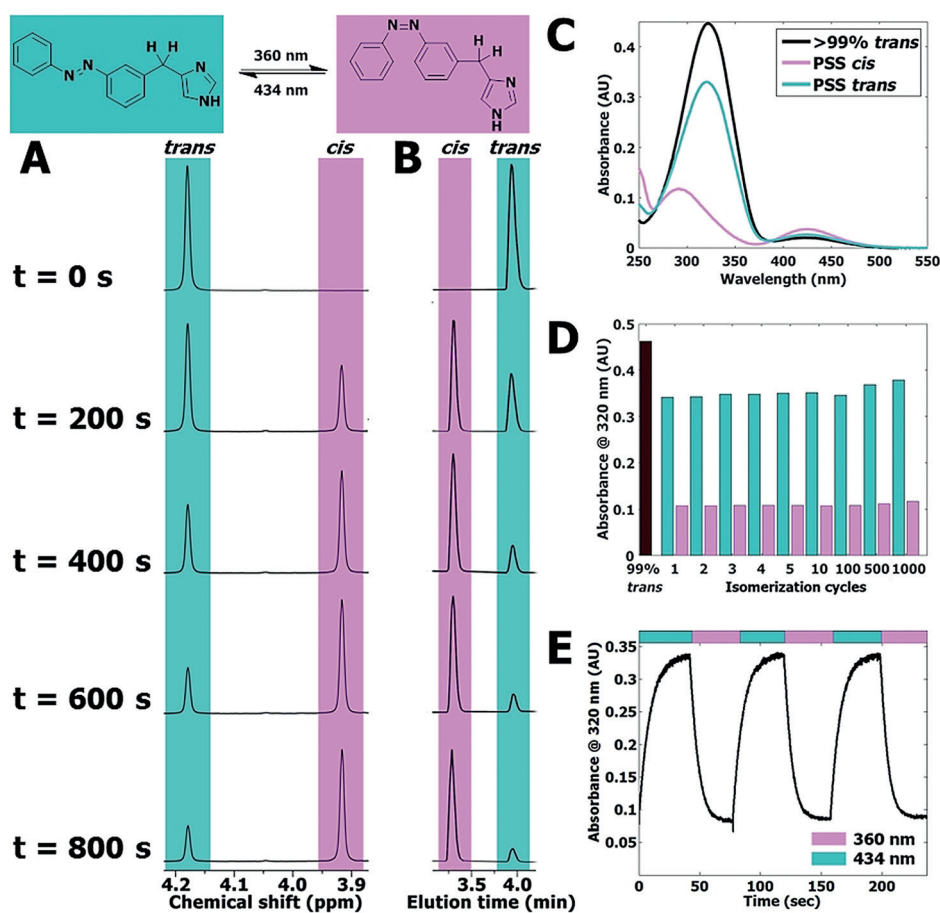 N=N
H H
N
NH
360 nm
434 nm
N=N
H
H
N
N
H
A
trans
cis
B
cis
trans
t = 0 s
t = 200 s
t = 400 s
t = 600 s
t = 800 s
4.2 4.1 4.0 3.9
Chemical shift (ppm)
3.5 4.0
Elution time (min)
C
>99% trans
PSS cis
PSS trans
Absorbance (AU)
0.4
0.3
0.2
0.1
0
250 300 350 400 450 500 550
Wavelength (nm)
D
Absorbance @ 320 nm (AU)
0.5
0.4
0.3
0.2
0.1
0
99% 1 2 3 4 5 10 100 500 1000
trans
Isomerization cycles
E
Absorbance @ 320 nm (AU)
0.35
0.3
0.25
0.2
0.15
0.1
0.05
360 nm
434 nm
0 50 100 150 200
Time (sec)